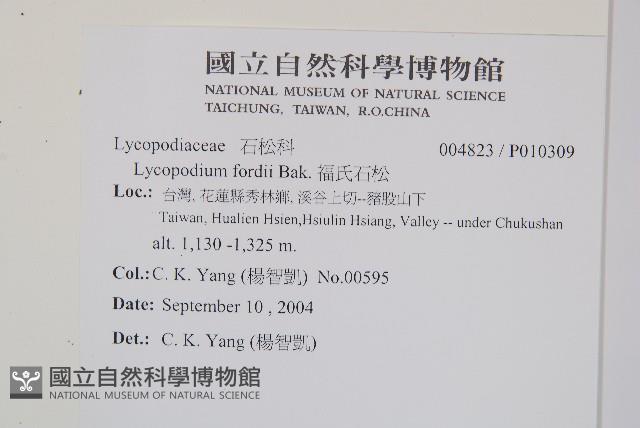 國立自然科學博物館
NATIONAL MUSEUM OF NATURAL SCIENCE
TAICHUNG, TAIWAN, R.O.CHINA
Lycopodiaceae 石松科 004823 / P010309
Lycopodium fordii Bak. 福氏石松
Loc.: 台灣, 花蓮縣秀林鄉, 溪谷上切--豬股山下
Taiwan, Hualien Hsien,Hsiulin Hsiang, Valley -- under Chukushan
alt. 1,130 -1,325 m.
Col.: C. K. Yang (楊智凱) No.00595
Date: September 10 , 2004
Det.: C. K. Yang (楊智凱)
國立自然科學博物館
NATIONAL MUSEUM OF NATURAL SCIENCE